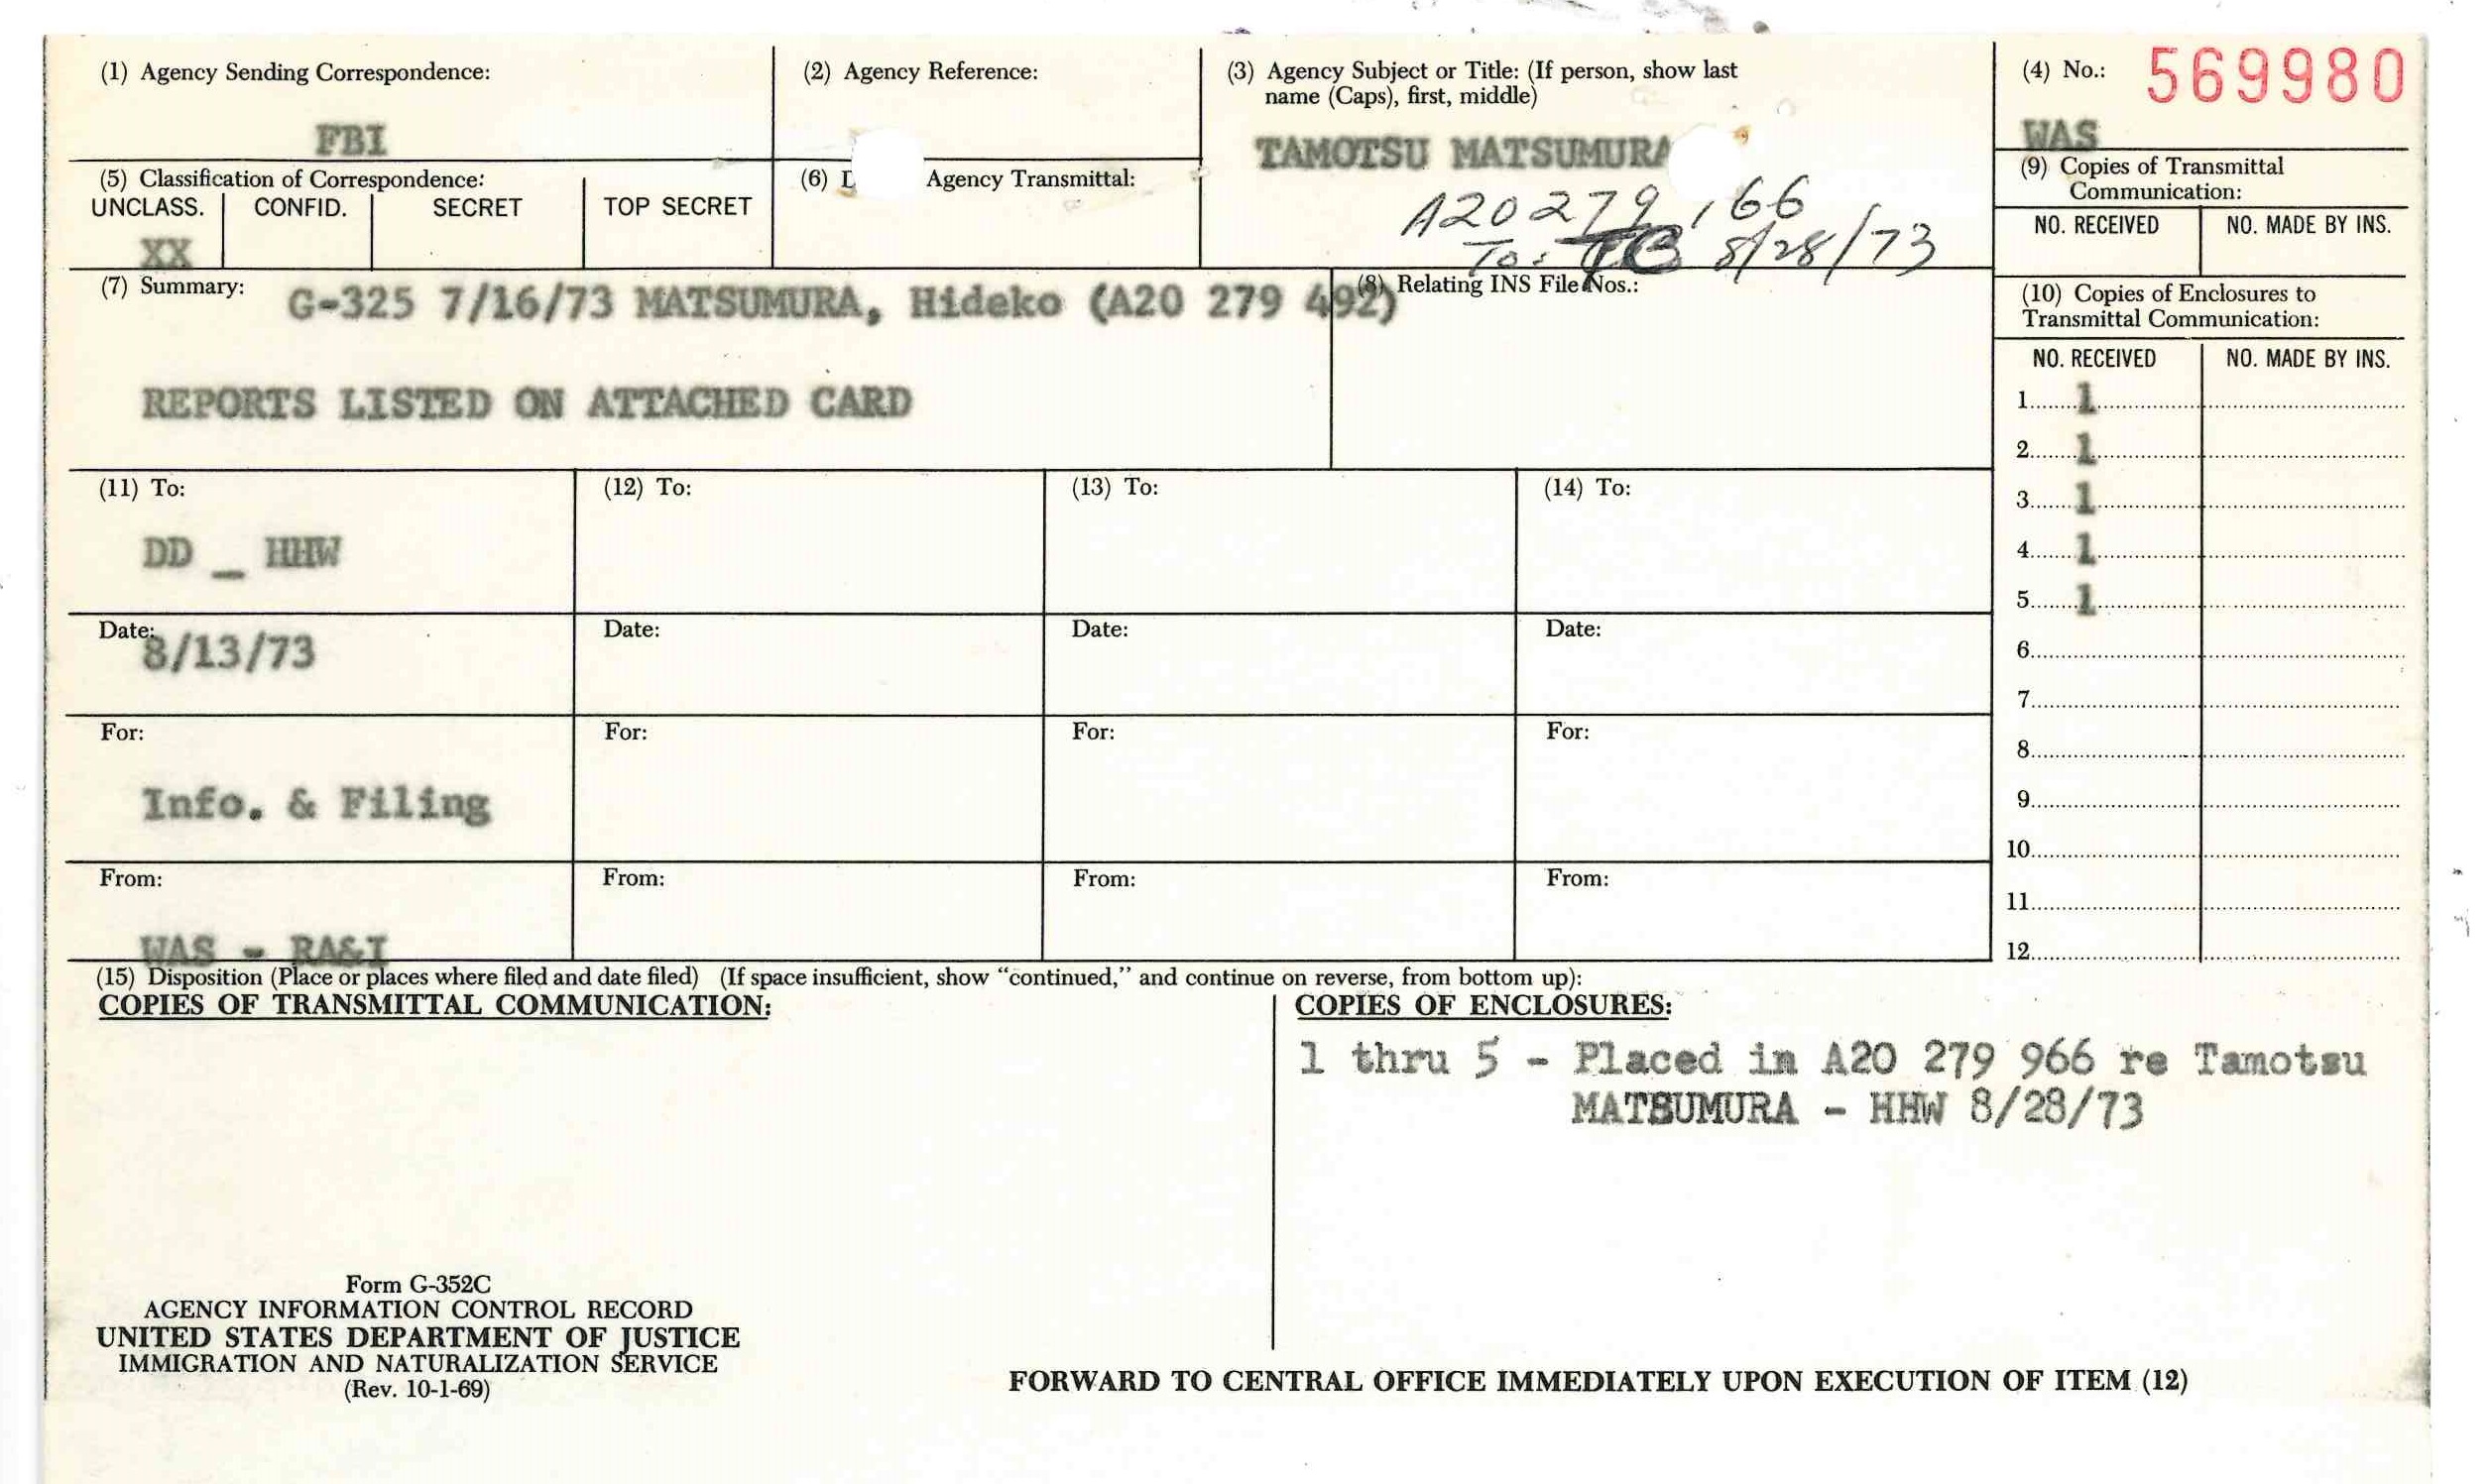 (1) Agency Sending Correspondence:
FBI
(2) Agency Reference:
(3) Agency Subject or Title: (If person, show last
name (Caps), first, middle)
TAMOTSU MATSUMURA
A20 279 , 66
To: 8/28/73
(4) No.: 569980
WAS
(5) Classification of Correspondence:
UNCLASS. CONFID. SECRET TOP SECRET
XX
(6) Agency Transmittal:
(7) Summary: G-325 7/16/73 MATSUMURA, Hideko (A20 279 492)
REPORTS LISTED ON ATTACHED CARD
(8) Relating INS File Nos.:
(9) Copies of Transmittal
Communication:
NO. RECEIVED NO. MADE BY INS.
(10) Copies of Enclosures to
Transmittal Communication:
NO. RECEIVED NO. MADE BY INS.
1. 1
2. 1
3. 1
4. 1
5. 1
6.
7.
8.
9.
10.
11.
12.
(11) To:
DD _ HHW
Date: 8/13/73
For:
Info. & Filing
From:
WAS - RA&I
(12) To:
Date:
For:
From:
(13) To:
Date:
For:
From:
(14) To:
Date:
For:
From:
(15) Disposition (Place or places where filed and date filed) (If space insufficient, show “continued,” and continue on reverse, from bottom up):
COPIES OF TRANSMITTAL COMMUNICATION:
COPIES OF ENCLOSURES:
1 thru 5 - Placed in A20 279 966 re Tamotsu
MATSUMURA - HHW 8/28/73
Form G-352C
AGENCY INFORMATION CONTROL RECORD
UNITED STATES DEPARTMENT OF JUSTICE
IMMIGRATION AND NATURALIZATION SERVICE
(Rev. 10-1-69)
FORWARD TO CENTRAL OFFICE IMMEDIATELY UPON EXECUTION OF ITEM (12)